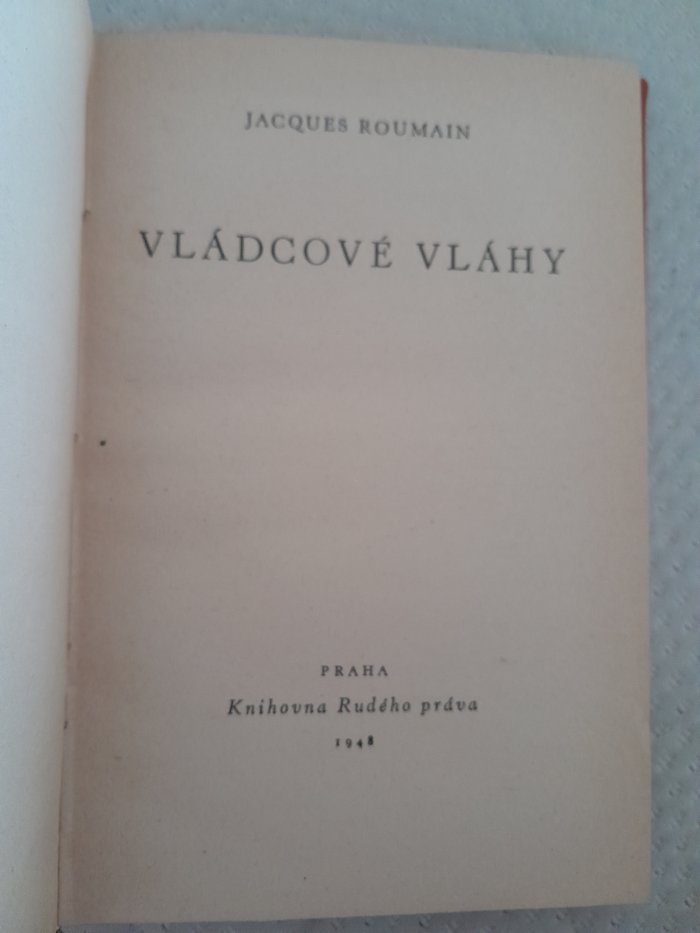 JACQUES ROUMAIN
VLÁDCOVÉ VLÁHY
PRAHA
Knihovna Rudého práva
1948